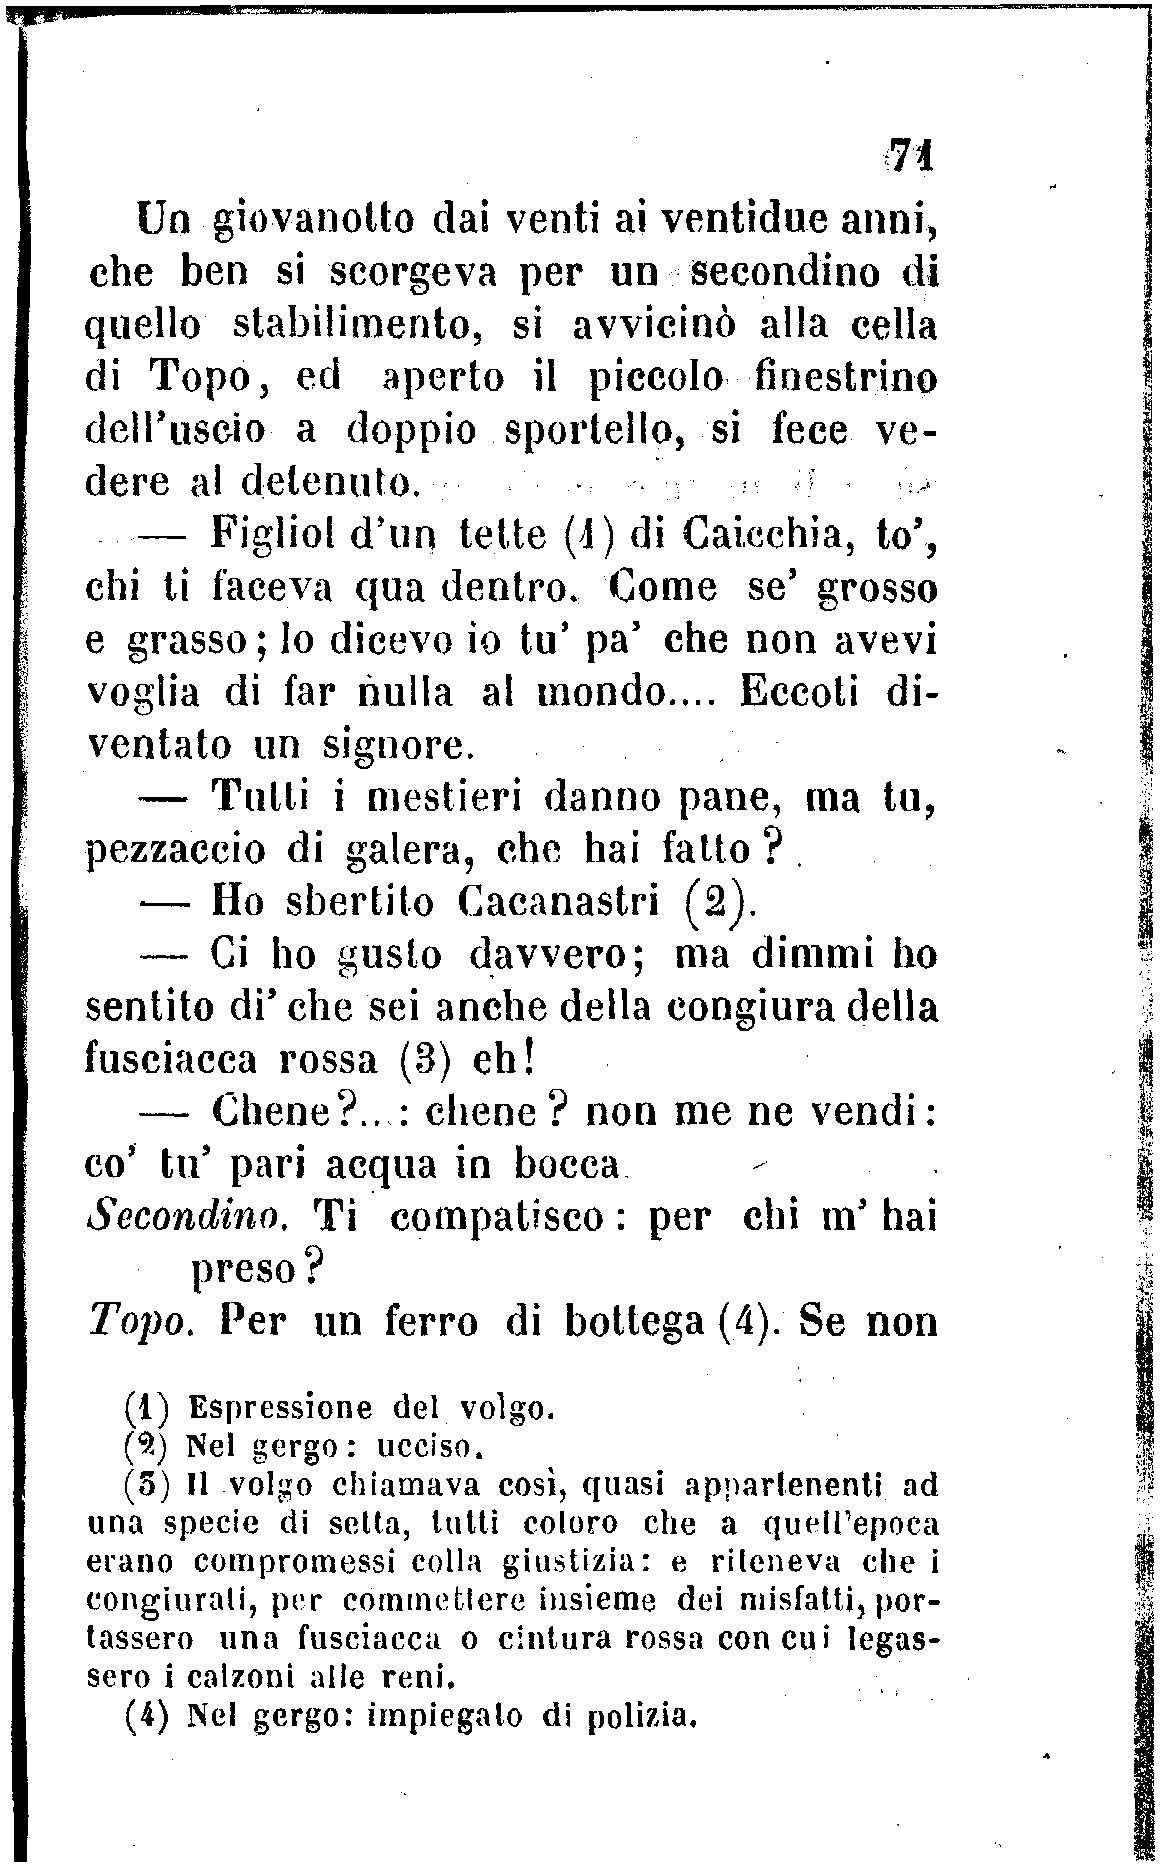 71
Un giovanotto dai venti ai ventidue anni,
che ben si scorgeva per un secondino di
quello stabilimento, si avvicinò alla cella
di Topo, ed aperto il piccolo finestrino
dell'uscio a doppio sportello, si fece ve-
dere al detenuto.
— Figliol d'un tette (1) di Caicchia, to',
chi ti faceva qua dentro. Come se' grosso
e grasso; lo dicevo io tu' pa' che non avevi
voglia di far nulla al mondo.... Eccoti di-
ventato un signore.
— Tutti i mestieri danno pane, ma tu,
pezzaccio di galera, che hai fatto?
— Ho sbertito Cacanastri (2).
— Ci ho gusto davvero; ma dimmi ho
sentito di' che sei anche della congiura della
fusciacca rossa (3) eh!
— Chene?...: chene? non me ne vendi:
co' tu' pari acqua in bocca.
Secondino. Ti compatisco: per chi m' hai
preso?
Topo. Per un ferro di bottega (4). Se non
(1) Espressione del volgo.
(2) Nel gergo: ucciso.
(3) Il volgo chiamava così, quasi appartenenti ad
una specie di setta, tutti coloro che a quell'epoca
erano compromessi colla giustizia: e riteneva che i
congiurati, per commettere insieme dei misfatti, por-
tassero una fusciacca o cintura rossa con cui legas-
sero i calzoni alle reni.
(4) Nel gergo: impiegato di polizia.